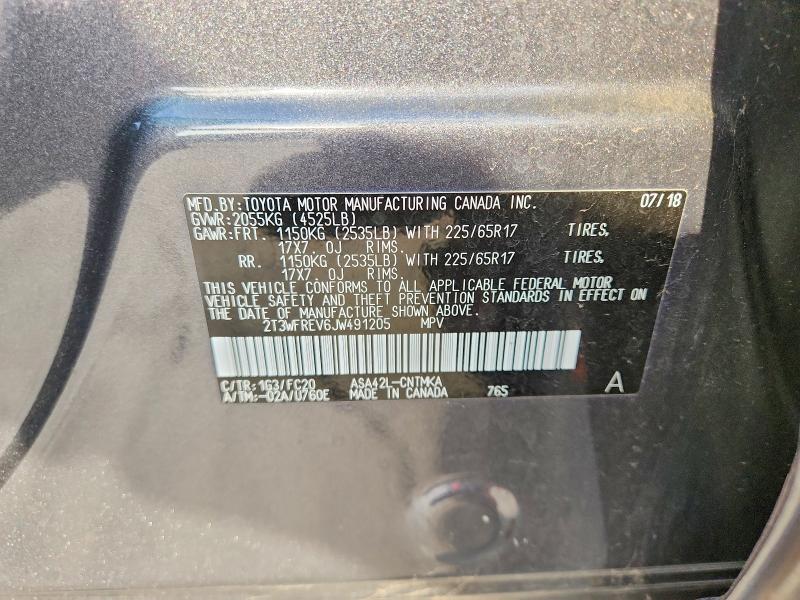 MFD.BY:TOYOTA MOTOR MANUFACTURING CANADA INC. 07/18
GVWR:2055KG (4525LB)
GAWR:FRT. 1150KG (2535LB) WITH 225/65R17 TIRES,
17X7. 0J RIMS.
RR. 1150KG (2535LB) WITH 225/65R17 TIRES,
17X7. 0J RIMS.
THIS VEHICLE CONFORMS TO ALL APPLICABLE FEDERAL MOTOR
VEHICLE SAFETY AND THEFT PREVENTION STANDARDS IN EFFECT ON
THE DATE OF MANUFACTURE SHOWN ABOVE.
2T3WFREV6JW491205 MPV
C/TR:1G3/FC20 ASA42L-CNTMKA
A/TM:-02A/U760E MADE IN CANADA 765 A